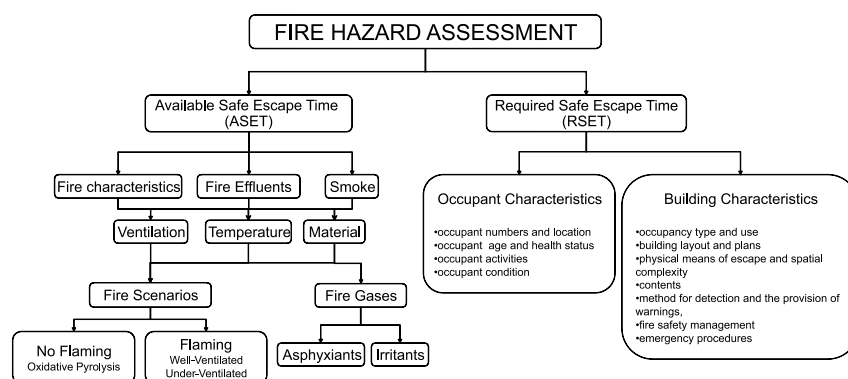 FIRE HAZARD ASSESSMENT
Available Safe Escape Time
(ASET)
Required Safe Escape Time
(RSET)
Fire characteristics
Fire Effluents
Smoke
Ventilation
Temperature
Material
Fire Scenarios
Fire Gases
No Flaming
Oxidative Pyrolysis
Flaming
Well-Ventilated
Under-Ventilated
Asphyxiants
Irritants
Occupant Characteristics
•occupant numbers and location
•occupant age and health status
•occupant activities
•occupant condition
Building Characteristics
•occupancy type and use
•building layout and plans
•physical means of escape and spatial
complexity
•contents
•method for detection and the provision of
warnings,
•fire safety management
•emergency procedures